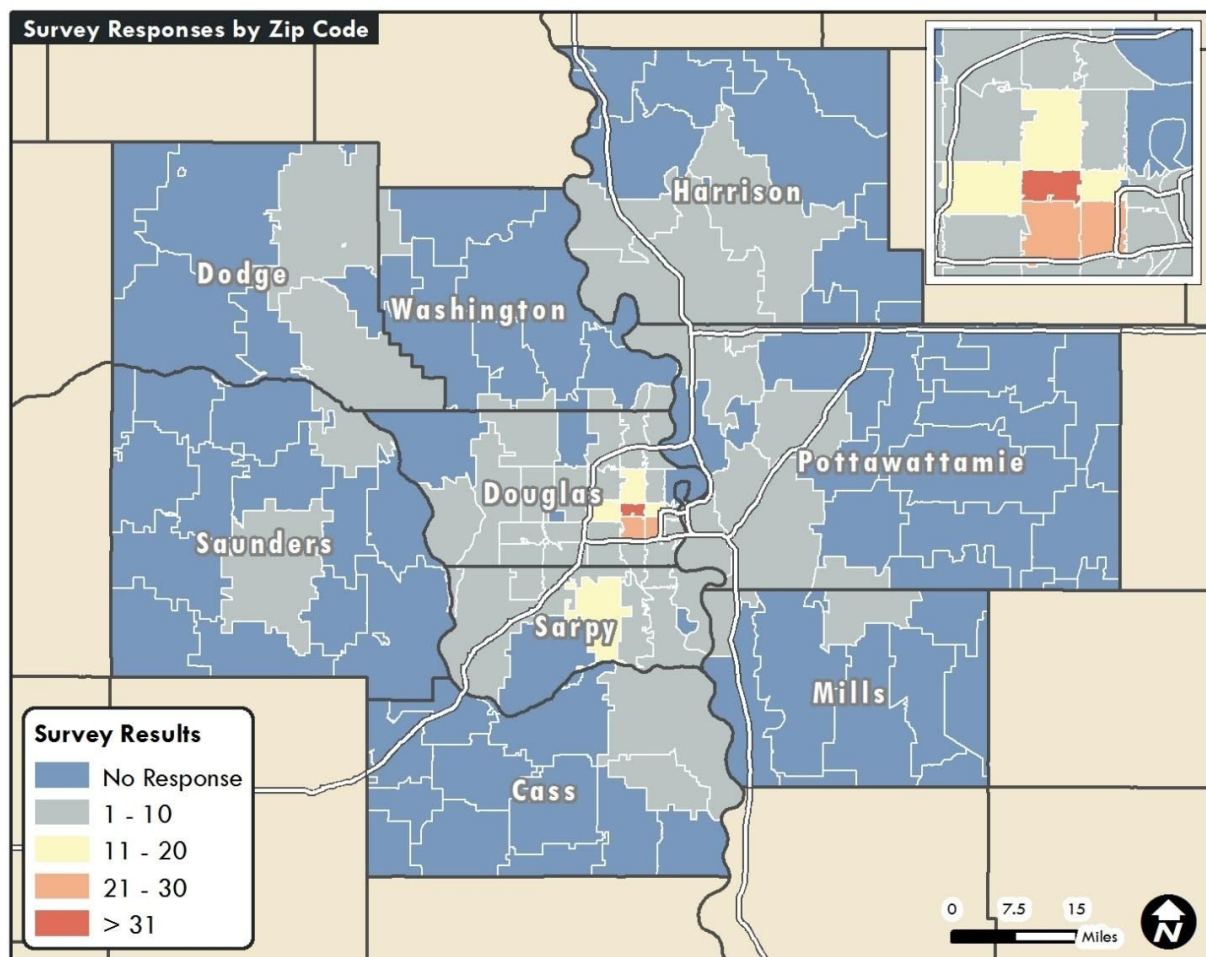 Survey Responses by Zip Code
Harrison
Dodge
Washington
Pottawattamie
Douglas
Saunders
Sarpy
Mills
Cass
Survey Results
No Response
1 - 10
11 - 20
21 - 30
> 31
0 7.5 15
Miles
N